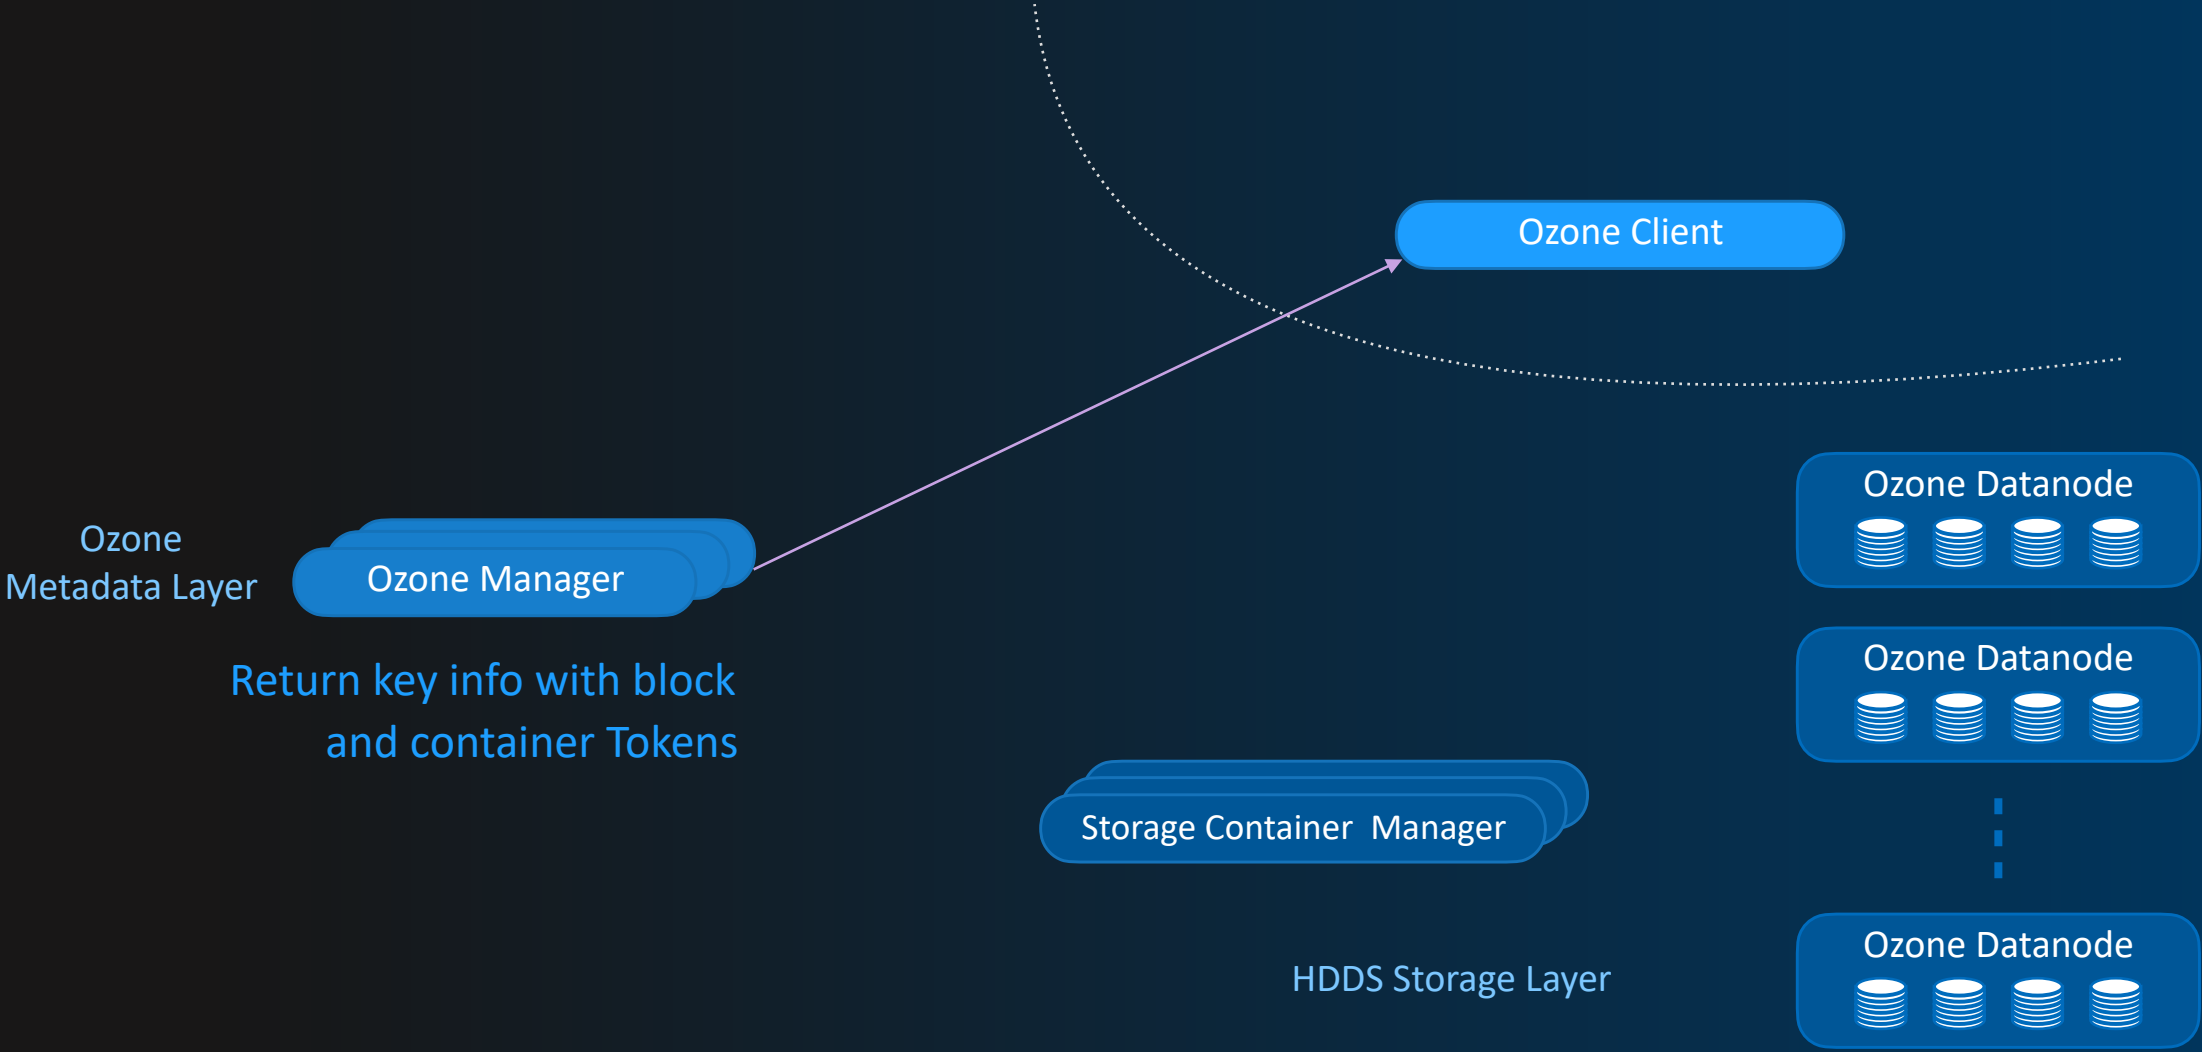 Ozone Client
Ozone Datanode
Ozone
Metadata Layer
Ozone Manager
Ozone Datanode
Return key info with block
and container Tokens
Storage Container  Manager
Ozone Datanode
HDDS Storage Layer